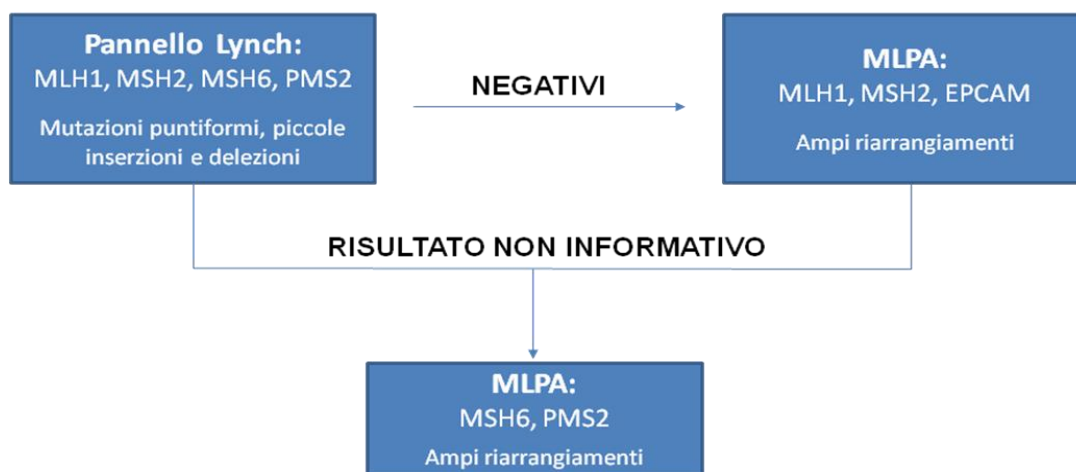 Pannello Lynch:
MLH1, MSH2, MSH6, PMS2
Mutazioni puntiformi, piccole
inserzioni e delezioni
NEGATIVI
MLPA:
MLH1, MSH2, EPCAM
Ampi riarrangiamenti
RISULTATO NON INFORMATIVO
MLPA:
MSH6, PMS2
Ampi riarrangiamenti